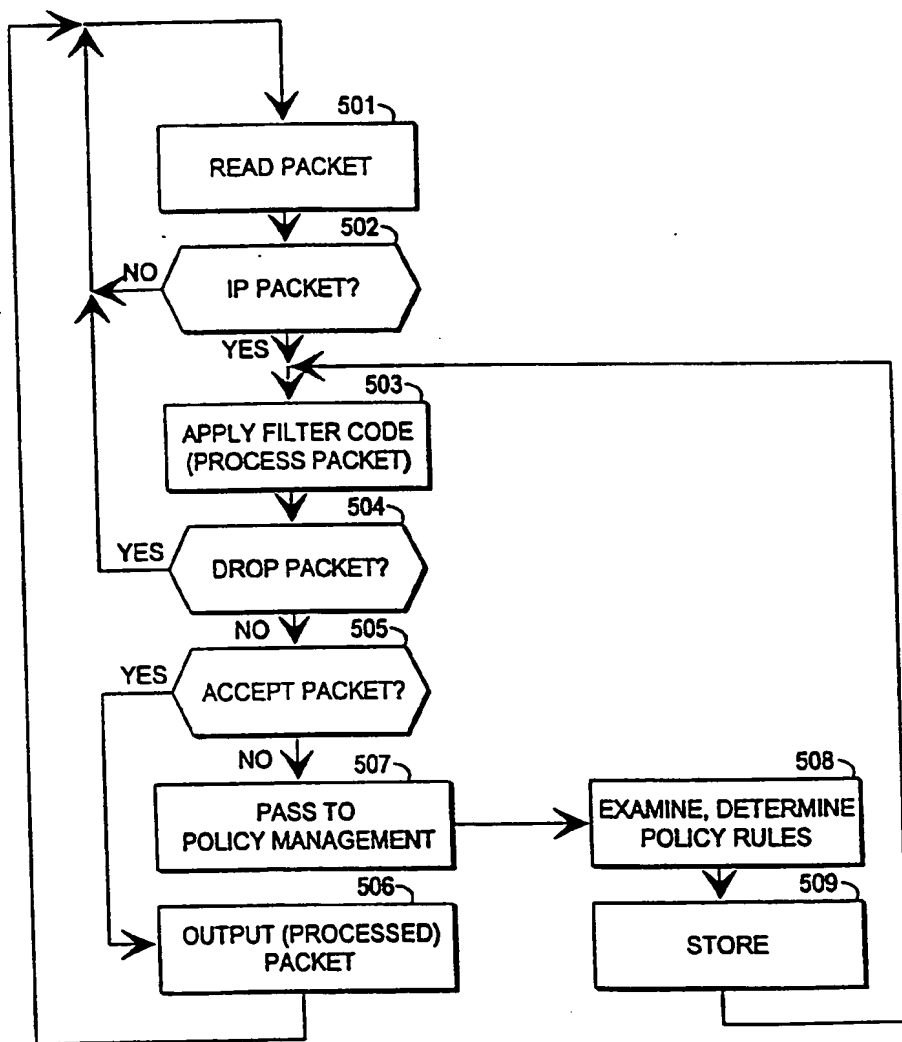 501
READ PACKET
502
NO
IP PACKET?
YES
503
APPLY FILTER CODE
(PROCESS PACKET)
504
YES
DROP PACKET?
NO
505
YES
ACCEPT PACKET?
NO
507
PASS TO
POLICY MANAGEMENT
508
EXAMINE, DETERMINE
POLICY RULES
506
OUTPUT (PROCESSED)
PACKET
509
STORE